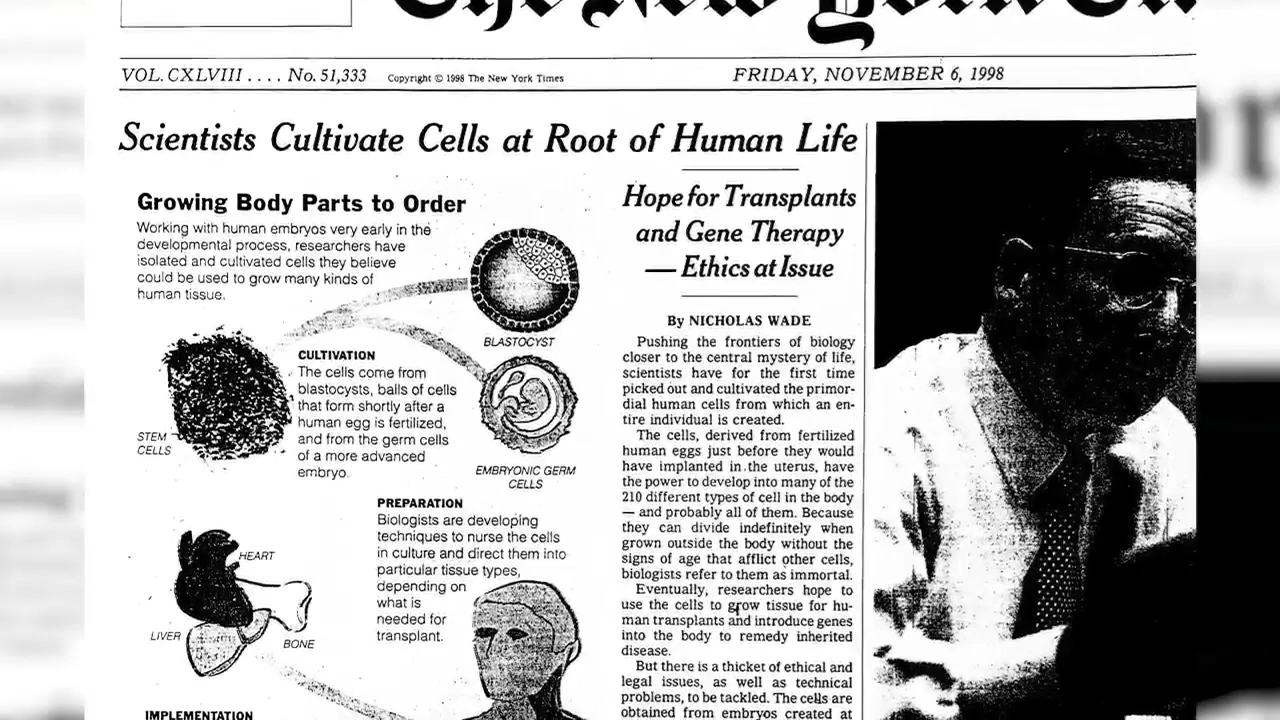 The New York Ti
VOL. CXLVIII . . . . No. 51,333 Copyright © 1998 The New York Times FRIDAY, NOVEMBER 6, 1998
Scientists Cultivate Cells at Root of Human Life
Growing Body Parts to Order
Working with human embryos very early in the
developmental process, researchers have
isolated and cultivated cells they believe
could be used to grow many kinds of
human tissue.
BLASTOCYST
CULTIVATION
The cells come from
blastocysts, balls of cells
that form shortly after a
human egg is fertilized,
and from the germ cells
of a more advanced
embryo.
STEM
CELLS
EMBRYONIC GERM
CELLS
PREPARATION
Biologists are developing
techniques to nurse the cells
in culture and direct them into
particular tissue types,
depending on
what is
needed for
transplant.
HEART
LIVER
BONE
IMPLEMENTATION
Hope for Transplants
and Gene Therapy
— Ethics at Issue
By NICHOLAS WADE
Pushing the frontiers of biology
closer to the central mystery of life,
scientists have for the first time
picked out and cultivated the primor-
dial human cells from which an en-
tire individual is created.
The cells, derived from fertilized
human eggs just before they would
have implanted in the uterus, have
the power to develop into many of the
210 different types of cell in the body
— and probably all of them. Because
they can divide indefinitely when
grown outside the body without the
signs of age that afflict other cells,
biologists refer to them as immortal.
Eventually, researchers hope to
use the cells to grow tissue for hu-
man transplants and introduce genes
into the body to remedy inherited
disease.
But there is a thicket of ethical and
legal issues, as well as technical
problems, to be tackled. The cells are
obtained from embryos created at